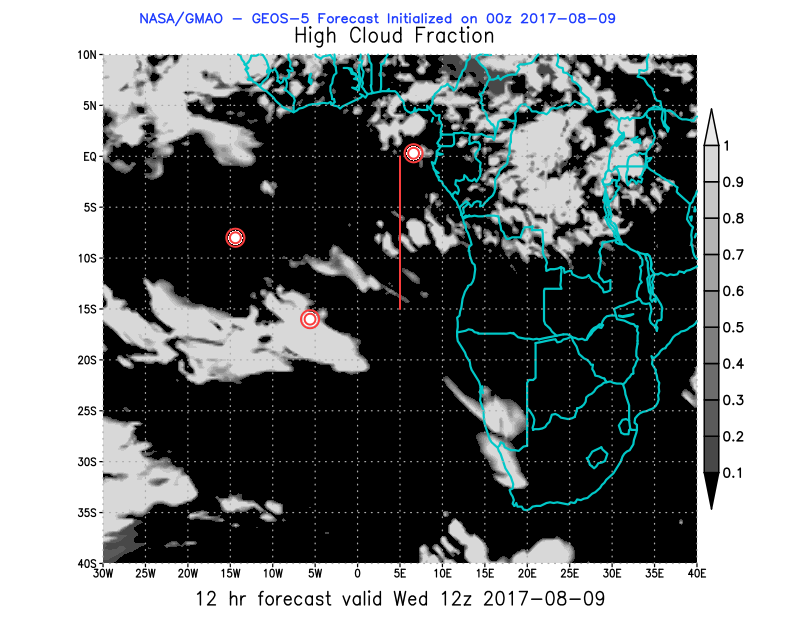 NASA/GMAO - GEOS-5 Forecast Initialized on 00z 2017-08-09
High Cloud Fraction
10N
5N
EQ
5S
10S
15S
20S
25S
30S
35S
40S
30W 25W 20W 15W 10W 5W 0 5E 10E 15E 20E 25E 30E 35E 40E
1
0.9
0.8
0.7
0.6
0.5
0.4
0.3
0.2
0.1
12 hr forecast valid Wed 12z 2017-08-09